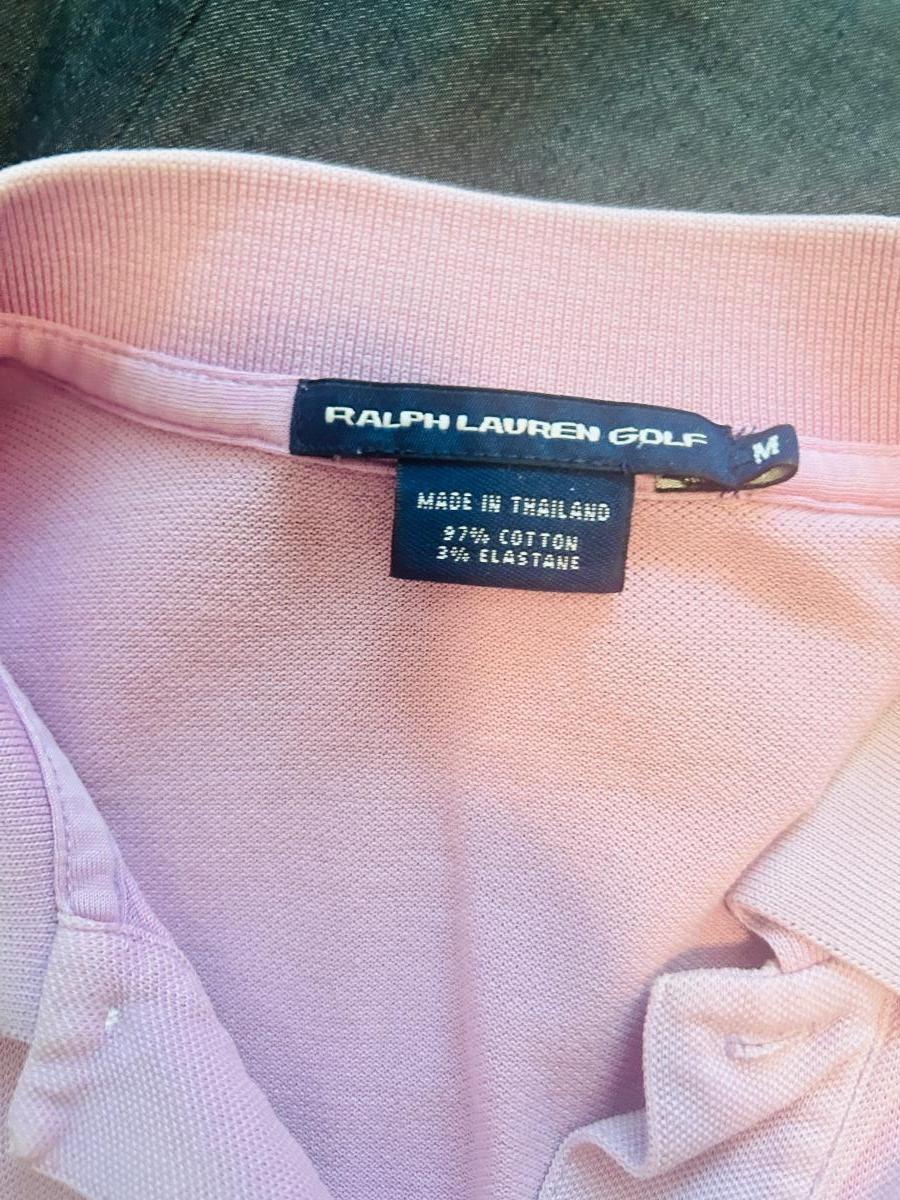 RALPH LAUREN GOLF
M
MADE IN THAILAND
97% COTTON
3% ELASTANE